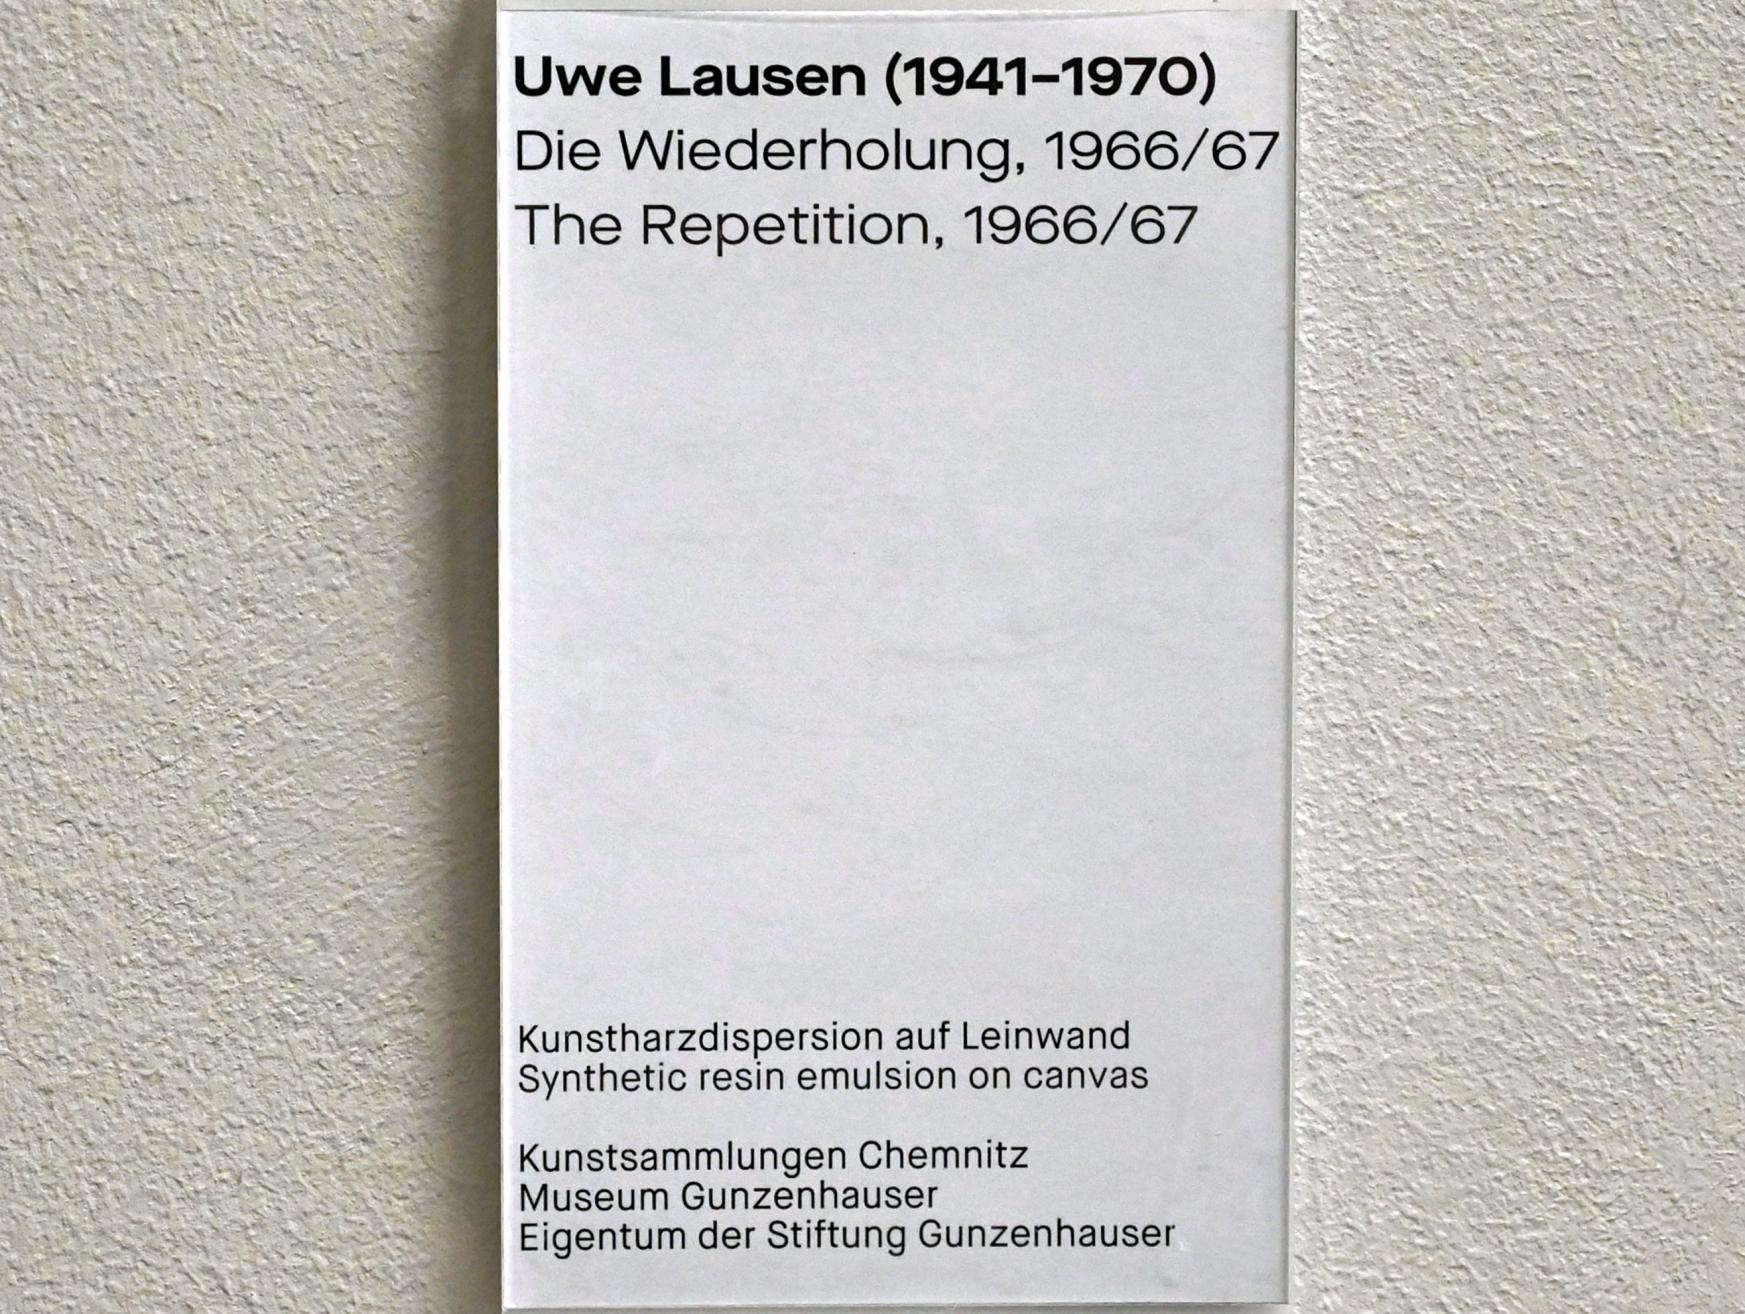 Uwe Lausen (1941–1970)
Die Wiederholung, 1966/67
The Repetition, 1966/67
Kunstharzdispersion auf Leinwand
Synthetic resin emulsion on canvas
Kunstsammlungen Chemnitz
Museum Gunzenhauser
Eigentum der Stiftung Gunzenhauser